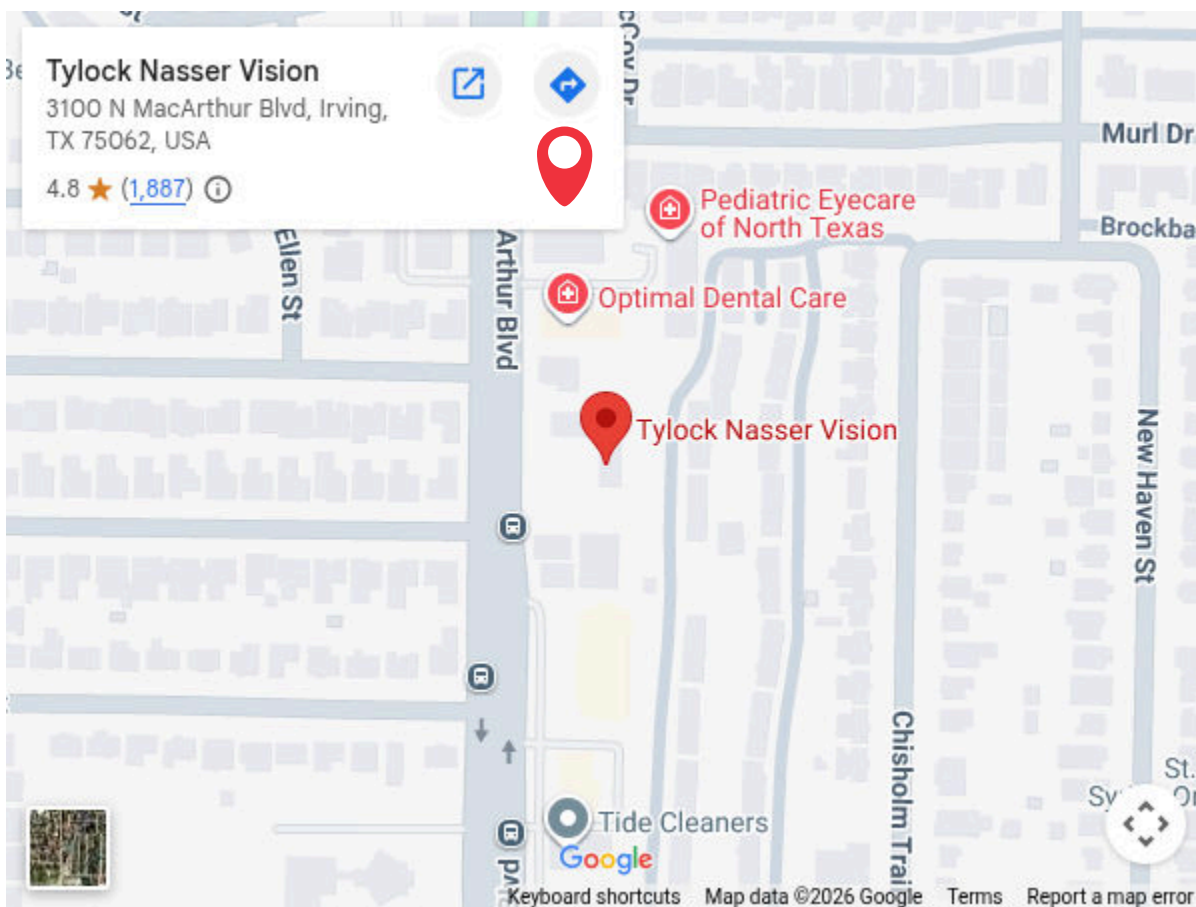 Tylock Nasser Vision
3100 N MacArthur Blvd, Irving,
TX 75062, USA
4.8 ★ (1,887)
Murl Dr
Pediatric Eyecare
of North Texas
Brockba
Ellen St
Arthur Blvd
Optimal Dental Care
Tylock Nasser Vision
New Haven St
Chisholm Trail
St.
Tide Cleaners
Google
Keyboard shortcuts
Map data ©2026 Google
Terms
Report a map error